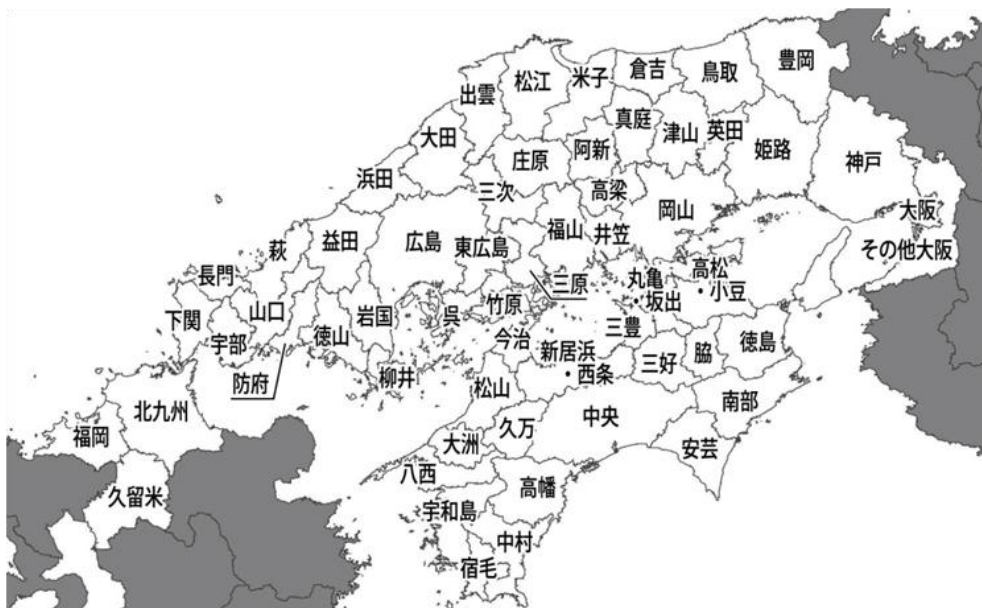 豊岡
鳥取
倉吉
米子
松江
出雲
真庭
津山
英田
姫路
神戸
大田
庄原
阿新
浜田
三次
高梁
岡山
大阪
萩
益田
広島
東広島
福山
井笠
その他大阪
長門
丸亀
・坂出
高松
・小豆
三原
下関
山口
岩国
呉
竹原
宇部
徳山
今治
三豊
新居浜
・西条
三好
脇
徳島
防府
柳井
松山
北九州
南部
福岡
久万
中央
大洲
安芸
八西
久留米
高幡
宇和島
中村
宿毛